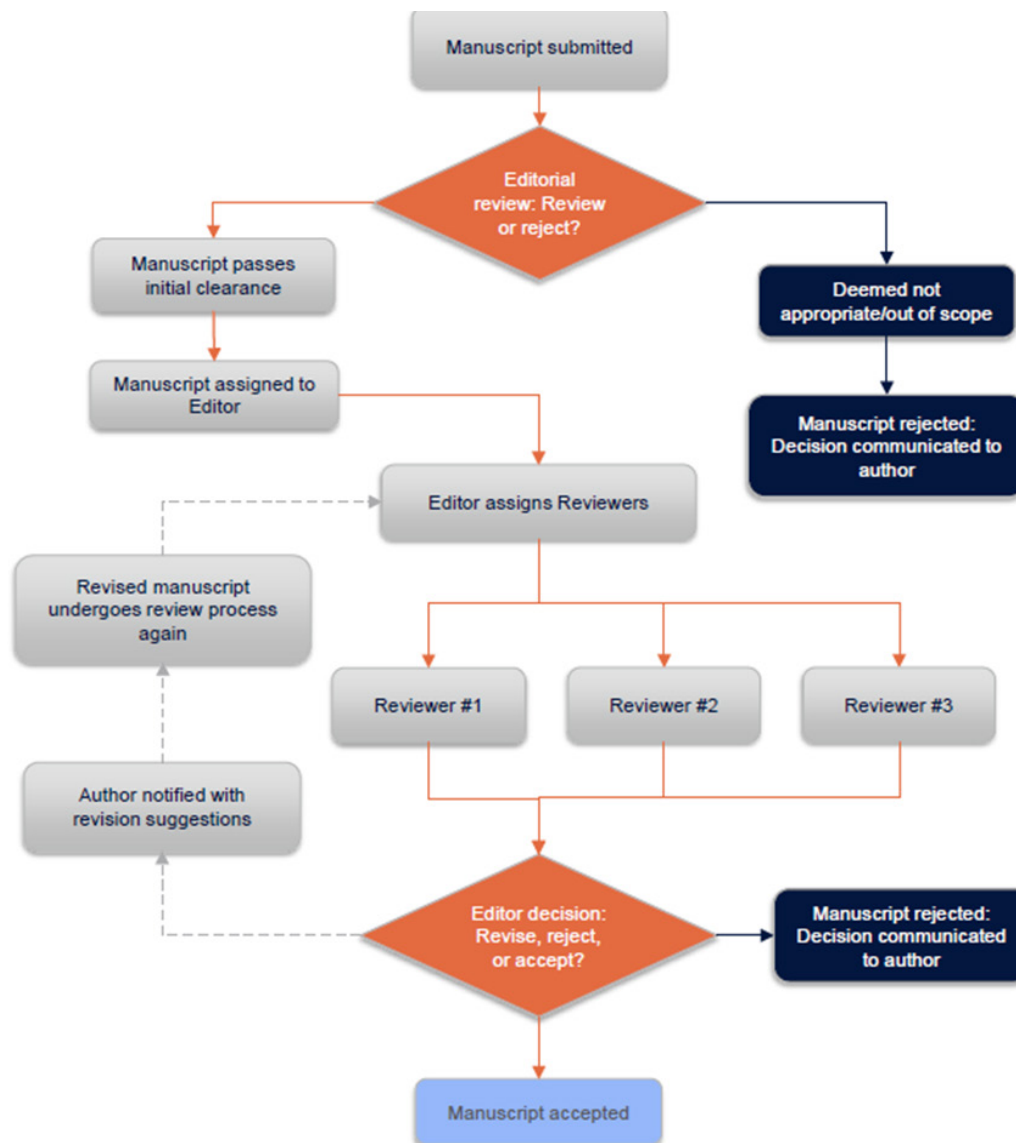 Manuscript submitted
Editorial
review: Review
or reject?
Manuscript passes
initial clearance
Deemed not
appropriate/out of scope
Manuscript assigned to
Editor
Manuscript rejected:
Decision communicated to
author
Editor assigns Reviewers
Revised manuscript
undergoes review process
again
Reviewer #1
Reviewer #2
Reviewer #3
Author notified with
revision suggestions
Editor decision:
Revise, reject,
or accept?
Manuscript rejected:
Decision communicated
to author
Manuscript accepted